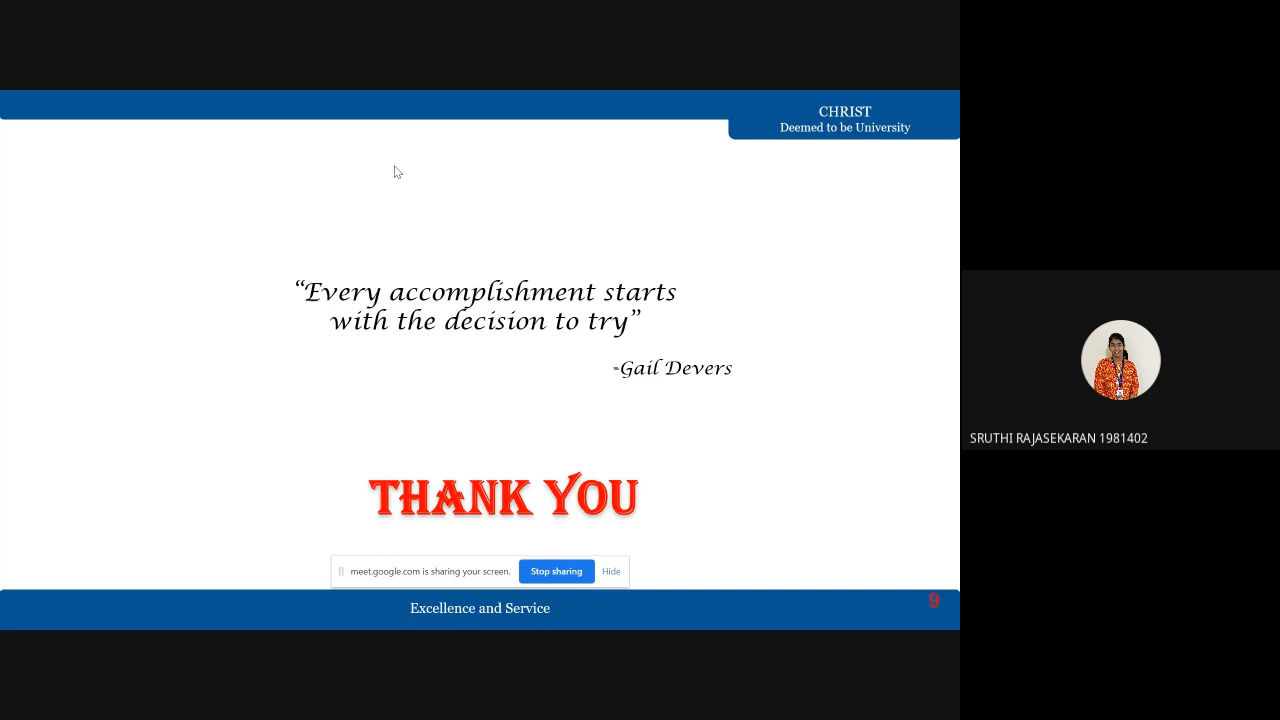 CHRIST
Deemed to be University
“Every accomplishment starts
with the decision to try”
-Gail Devers
THANK YOU
meet.google.com is sharing your screen.
Stop sharing
Hide
Excellence and Service
9
SRUTHI RAJASEKARAN 1981402